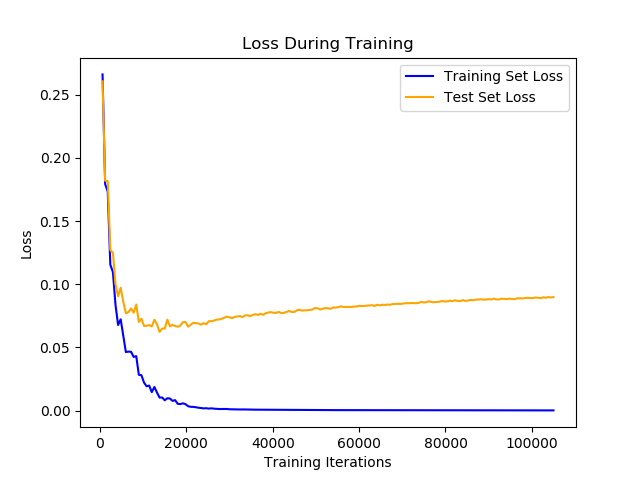 Loss During Training
Training Set Loss
Test Set Loss
0.25
0.20
0.15
0.10
0.05
0.00
Loss
0 20000 40000 60000 80000 100000
Training Iterations